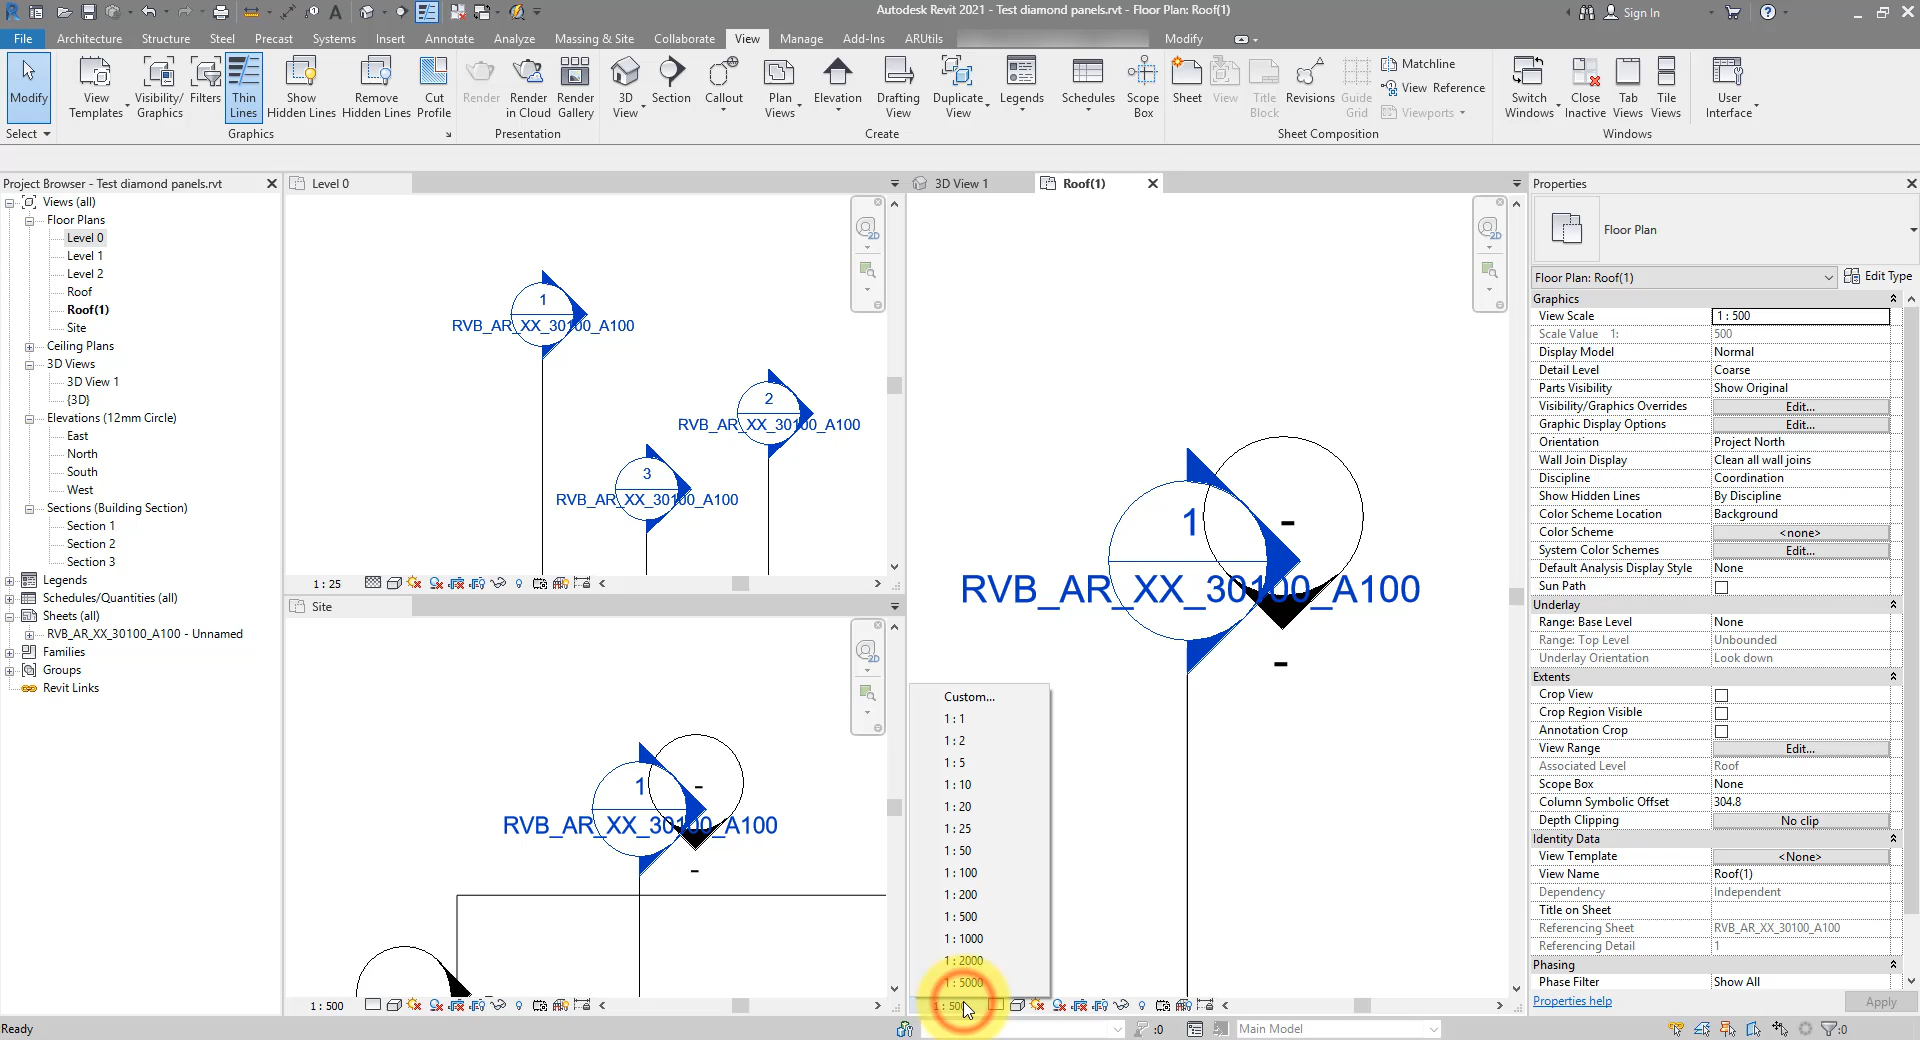 Autodesk Revit 2021 - Test diamond panels.rvt - Floor Plan: Roof(1)
Sign In
File Architecture Structure Steel Precast Systems Insert Annotate Analyze Massing & Site Collaborate View Manage Add-Ins ARUtils Modify
Modify
View Templates
Visibility/ Graphics
Filters
Thin Lines
Show Hidden Lines
Remove Hidden Lines
Cut Profile
Render
Render in Cloud
Render Gallery
3D View
Section
Callout
Plan Views
Elevation
Drafting View
Duplicate View
Legends
Schedules
Scope Box
Sheet
View
Title Block
Revisions
Guide Grid
Matchline
View Reference
Viewports
Switch Windows
Close Inactive
Tab Views
Tile Views
User Interface
Select
Graphics
Presentation
Create
Sheet Composition
Windows
Project Browser - Test diamond panels.rvt
Views (all)
Floor Plans
Level 0
Level 1
Level 2
Roof
Roof(1)
Site
Ceiling Plans
3D Views
3D View 1
{3D}
Elevations (12mm Circle)
East
North
South
West
Sections (Building Section)
Section 1
Section 2
Section 3
Legends
Schedules/Quantities (all)
Sheets (all)
RVB_AR_XX_30100_A100 - Unnamed
Families
Groups
Revit Links
Level 0
2D
1
RVB_AR_XX_30100_A100
2
RVB_AR_XX_30100_A100
3
RVB_AR_XX_30100_A100
1 : 25
Site
2D
1
-
RVB_AR_XX_30100_A100
-
1 : 500
3D View 1
Roof(1)
2D
1
-
RVB_AR_XX_30100_A100
-
Custom...
1 : 1
1 : 2
1 : 5
1 : 10
1 : 20
1 : 25
1 : 50
1 : 100
1 : 200
1 : 500
1 : 1000
1 : 2000
1 : 5000
1 : 500
Properties
Floor Plan
Floor Plan: Roof(1) Edit Type
Graphics
View Scale 1 : 500
Scale Value 1: 500
Display Model Normal
Detail Level Coarse
Parts Visibility Show Original
Visibility/Graphics Overrides Edit...
Graphic Display Options Edit...
Orientation Project North
Wall Join Display Clean all wall joins
Discipline Coordination
Show Hidden Lines By Discipline
Color Scheme Location Background
Color Scheme <none>
System Color Schemes Edit...
Default Analysis Display Style None
Sun Path
Underlay
Range: Base Level None
Range: Top Level Unbounded
Underlay Orientation Look down
Extents
Crop View
Crop Region Visible
Annotation Crop
View Range Edit...
Associated Level Roof
Scope Box None
Column Symbolic Offset 304.8
Depth Clipping No clip
Identity Data
View Template <None>
View Name Roof(1)
Dependency Independent
Title on Sheet
Referencing Sheet RVB_AR_XX_30100_A100
Referencing Detail 1
Phasing
Phase Filter Show All
Properties help Apply
Ready
:0
Main Model
:0